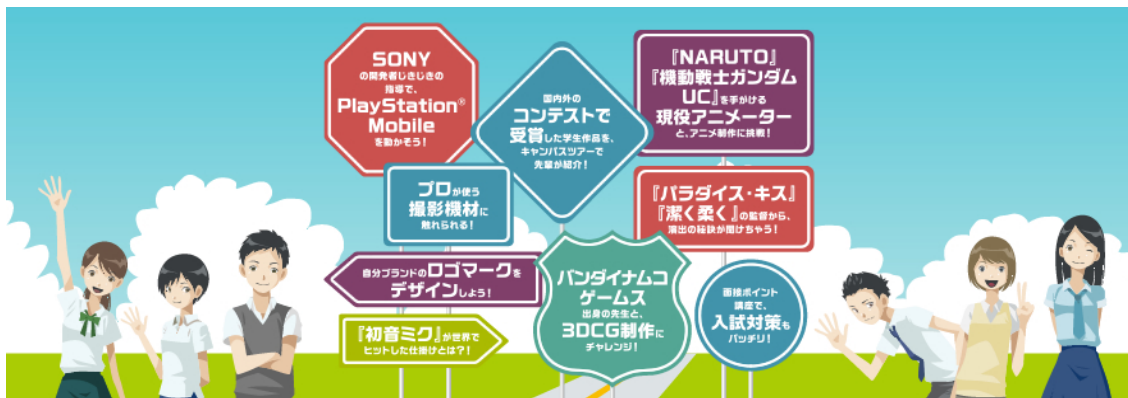 SONY
の開発者じきじきの
指導で、
PlayStation®
Mobile
を動かそう!
国内外の
コンテストで
受賞した学生作品を、
キャンパスツアーで
先輩が紹介!
『NARUTO』
『機動戦士ガンダム
UC』を手がける
現役アニメーター
と、アニメ制作に挑戦!
プロが使う
撮影機材に
触れられる!
『パラダイス・キス』
『潔く柔く』の監督から、
演出の秘訣が聞けちゃう!
自分ブランドのロゴマークを
デザインしよう!
バンダイナムコ
ゲームス
出身の先生と、
3DCG制作に
チャレンジ!
面接ポイント
講座で、
入試対策も
バッチリ!
『初音ミク』が世界で
ヒットした仕掛けとは?!